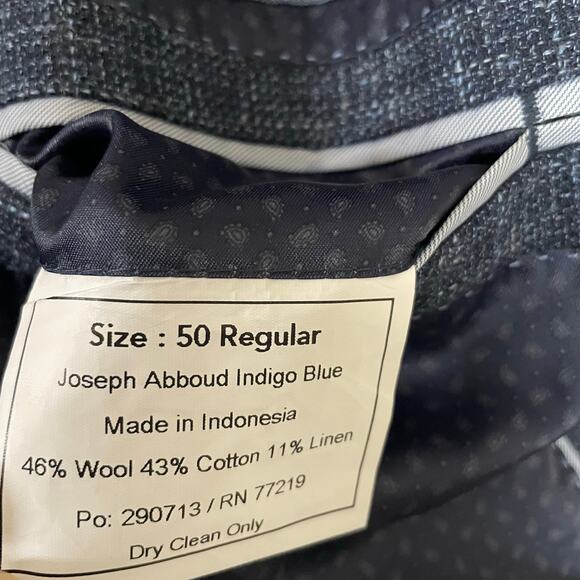 Size : 50 Regular
Joseph Abboud Indigo Blue
Made in Indonesia
46% Wool 43% Cotton 11% Linen
Po: 290713 / RN 77219
Dry Clean Only